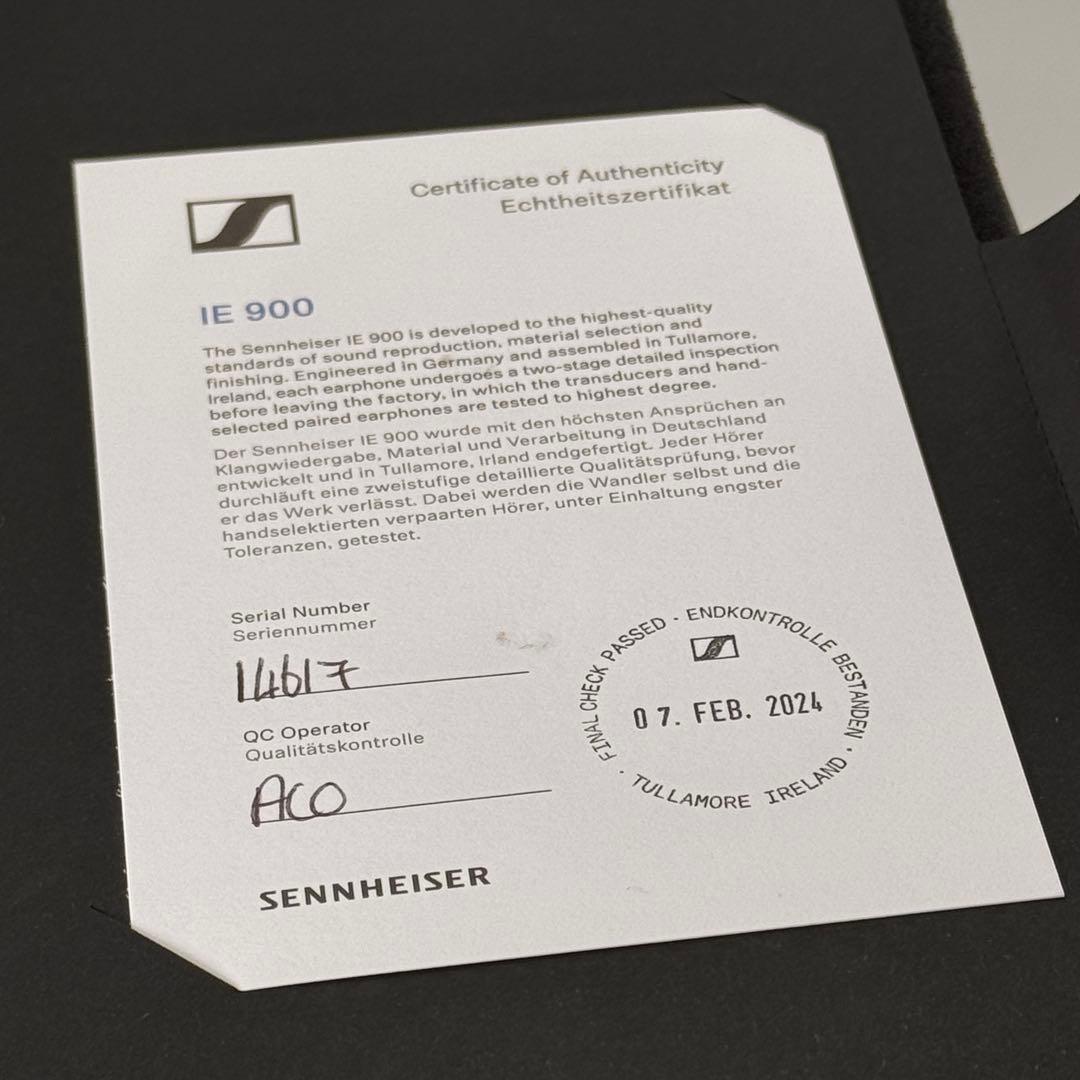 Certificate of Authenticity
Echtheitszertifikat
IE 900
The Sennheiser IE 900 is developed to the highest-quality
standards of sound reproduction, material selection and
finishing. Engineered in Germany and assembled in Tullamore,
Ireland, each earphone undergoes a two-stage detailed inspection
before leaving the factory, in which the transducers and hand-
selected paired earphones are tested to highest degree.
Der Sennheiser IE 900 wurde mit den höchsten Ansprüchen an
Klangwiedergabe, Material und Verarbeitung in Deutschland
entwickelt und in Tullamore, Irland endgefertigt. Jeder Hörer
durchläuft eine zweistufige detaillierte Qualitätsprüfung, bevor
er das Werk verlässt. Dabei werden die Wandler selbst und die
handselektierten verpaarten Hörer, unter Einhaltung engster
Toleranzen, getestet.
Serial Number
Seriennummer
14617
QC Operator
Qualitätskontrolle
ACO
FINAL CHECK PASSED · ENDKONTROLLE BESTANDEN ·
07. FEB. 2024
TULLAMORE IRELAND ·
SENNHEISER